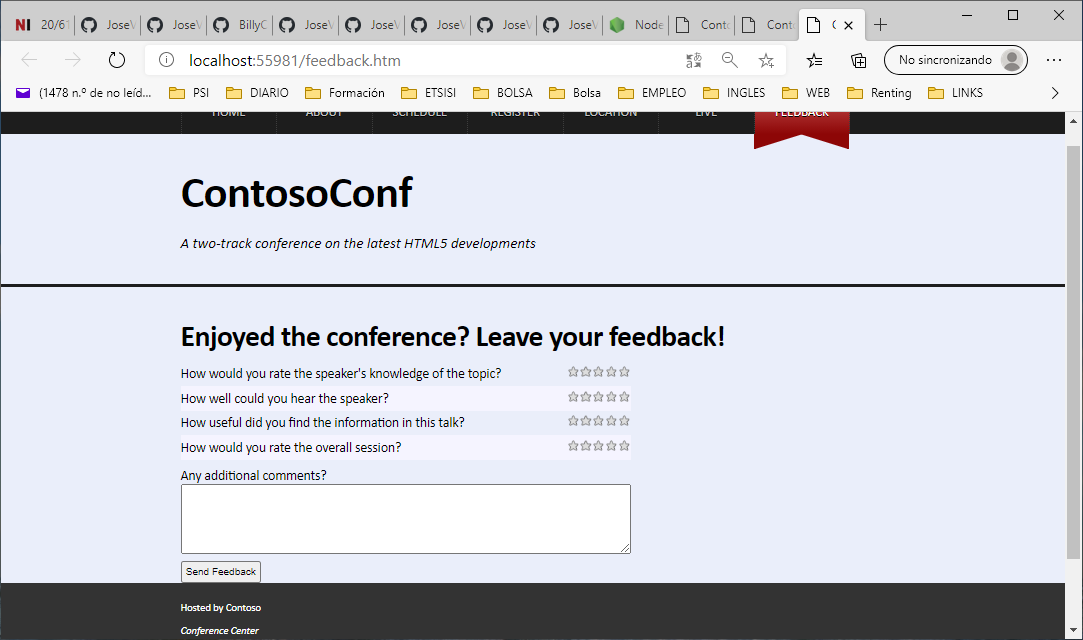 NI 20/61 JoseV JoseV BillyC JoseV JoseV JoseV JoseV JoseV Node Conto Conto C
localhost:55981/feedback.htm No sincronizando
(1478 n.º de no leíd... PSI DIARIO Formación ETSISI BOLSA Bolsa EMPLEO INGLES WEB Renting LINKS
HOME ABOUT SCHEDULE REGISTER LOCATION LIVE FEEDBACK
ContosoConf
A two-track conference on the latest HTML5 developments
Enjoyed the conference? Leave your feedback!
How would you rate the speaker's knowledge of the topic?
How well could you hear the speaker?
How useful did you find the information in this talk?
How would you rate the overall session?
Any additional comments?
Send Feedback
Hosted by Contoso
Conference Center